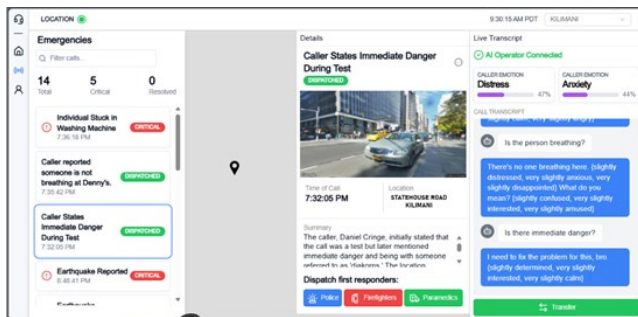 LOCATION
9:30:15 AM PDT
KILIMANI
Emergencies
Filter calls...
14
5
0
Total
Critical
Resolved
Individual Stuck in
Washing Machine
7:36:18 PM
CRITICAL
Caller reported
someone is not
breathing at Denny's.
7:35:42 PM
DISPATCHED
Caller States
Immediate Danger
During Test
7:32:05 PM
DISPATCHED
Earthquake Reported
8:48:41 PM
CRITICAL
Details
Caller States Immediate Danger
During Test
DISPATCHED
Time of Call
7:32:05 PM
Location
STATEHOUSE ROAD
KILIMANI
Summary
The caller, Daniel Cringe, initially stated that
the call was a test but later mentioned
immediate danger and being with someone
Dispatch first responders:
Police
Firefighters
Paramedics
Live Transcript
AI Operator Connected
CALLER EMOTION
Distress
47%
CALLER EMOTION
Anxiety
44%
CALL TRANSCRIPT
Is the person breathing?
There's no one breathing here. {slightly
distressed, very slightly anxious, very
slightly disappointed} What do you
mean? {slightly confused, very slightly
interested, very slightly amused}
Is there immediate danger?
I need to fix the problem for this, bro.
{slightly determined, very slightly
interested, very slightly calm}
Transfer